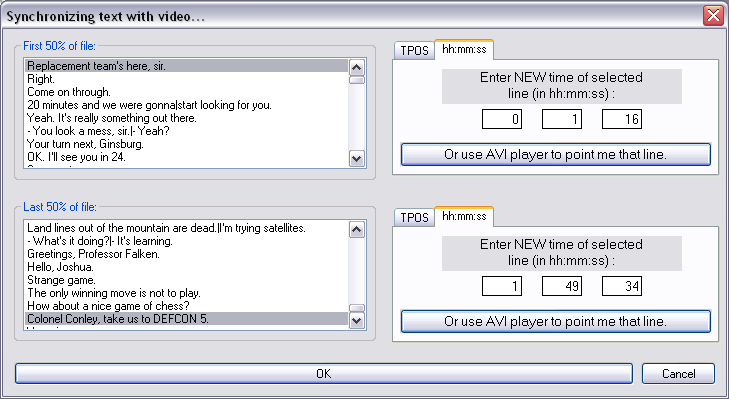 Synchronizing text with video...
First 50% of file:
Replacement team's here, sir.
Right.
Come on through.
20 minutes and we were gonna|start looking for you.
Yeah. It's really something out there.
- You look a mess, sir.|- Yeah?
Your turn next, Ginsburg.
OK. I'll see you in 24.
TPOS
hh:mm:ss
Enter NEW time of selected
line (in hh:mm:ss) :
0 1 16
Or use AVI player to point me that line.
Last 50% of file:
Land lines out of the mountain are dead.|I'm trying satellites.
- What's it doing?|- It's learning.
Greetings, Professor Falken.
Hello, Joshua.
Strange game.
The only winning move is not to play.
How about a nice game of chess?
Colonel Conley, take us to DEFCON 5.
TPOS
hh:mm:ss
Enter NEW time of selected
line (in hh:mm:ss) :
1 49 34
Or use AVI player to point me that line.
OK
Cancel